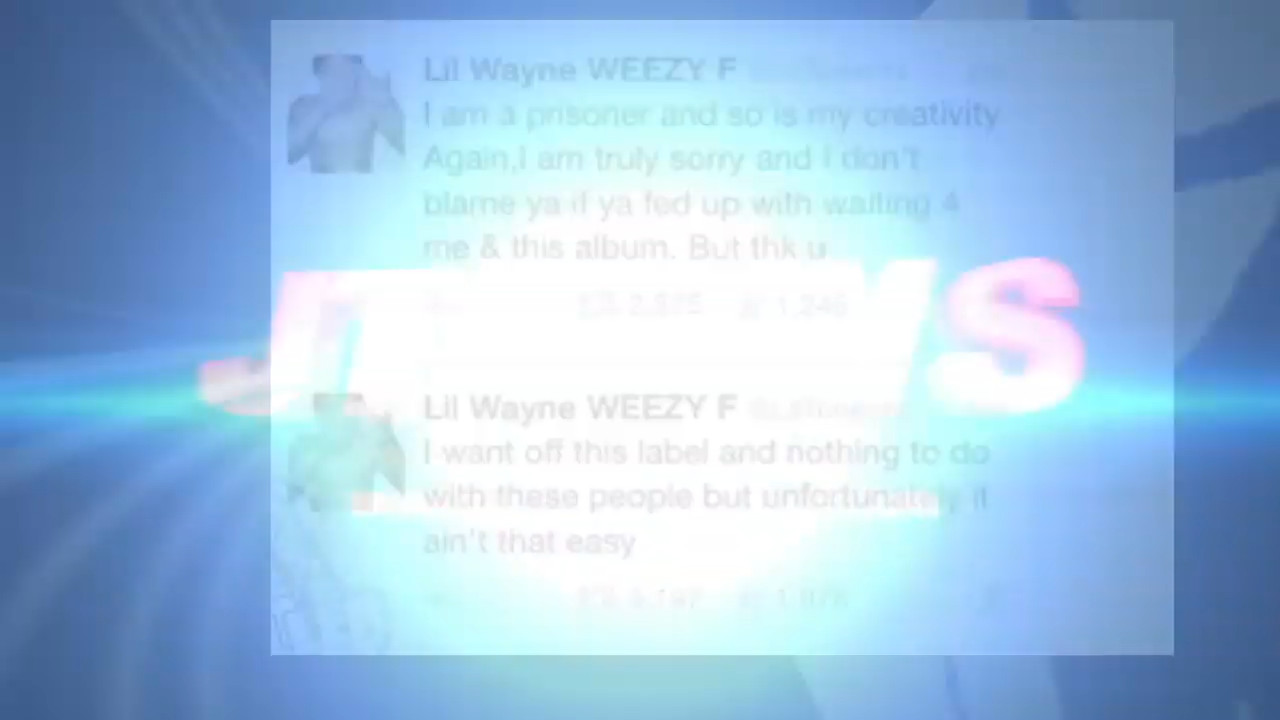 Lil Wayne WEEZY F
I am a prisoner and so is my creativity
Again,I am truly sorry and I don't
blame ya if ya fed up with waiting 4
me & this album. But thk u
Lil Wayne WEEZY F
I want off this label and nothing to do
with these people but unfortunately it
ain't that easy